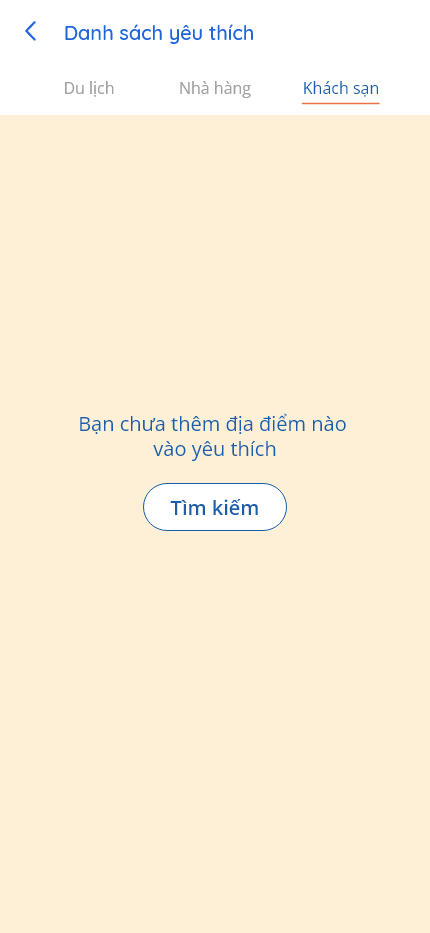 Danh sách yêu thích
Du lịch
Nhà hàng
Khách sạn
Bạn chưa thêm địa điểm nào
vào yêu thích
Tìm kiếm